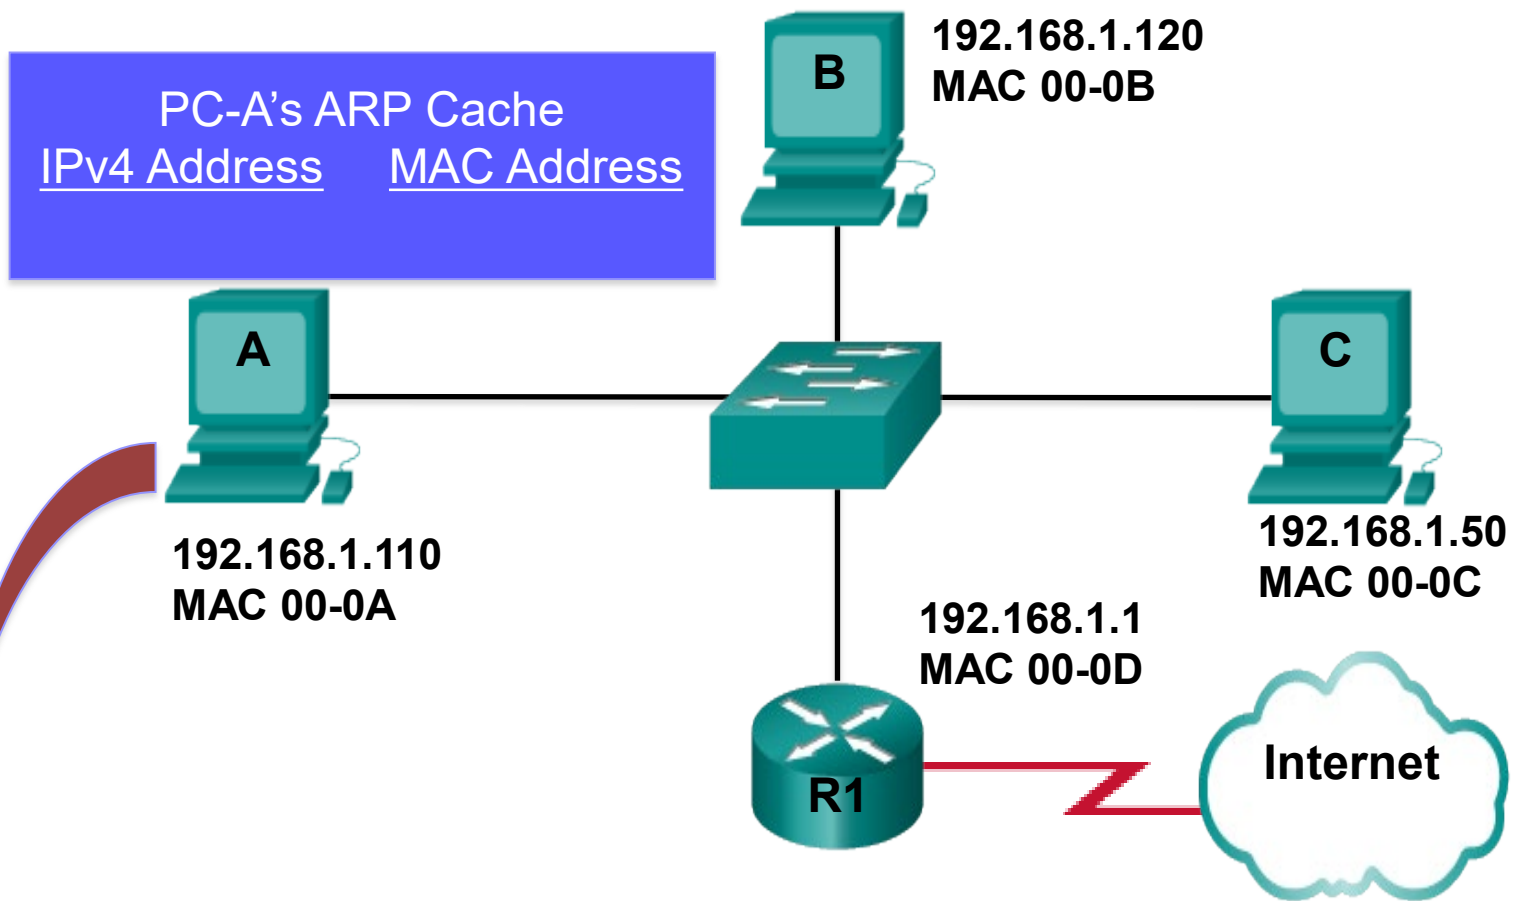 PC-A’s ARP Cache
IPv4 Address MAC Address
B
192.168.1.120
MAC 00-0B
A
192.168.1.110
MAC 00-0A
C
192.168.1.50
MAC 00-0C
192.168.1.1
MAC 00-0D
R1
Internet